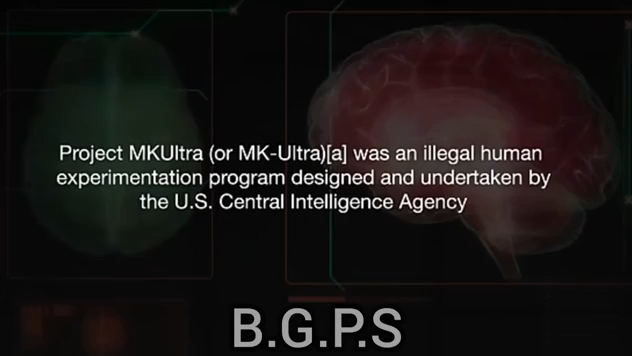 Project MKUltra (or MK-Ultra)[a] was an illegal human
experimentation program designed and undertaken by
the U.S. Central Intelligence Agency
B.G.P.S